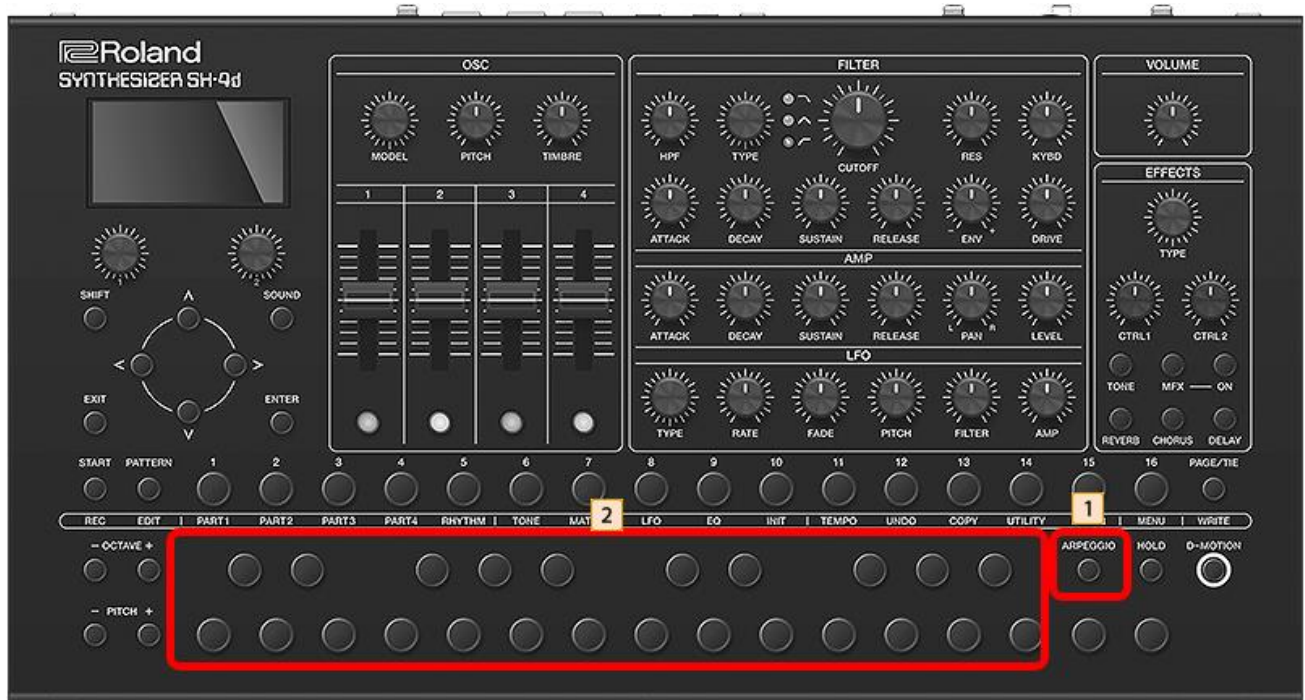 Roland
SYNTHESIZER SH-4d
OSC
MODEL PITCH TIMBRE
1 2 3 4
FILTER
HPF TYPE CUTOFF RES KYBD
ATTACK DECAY SUSTAIN RELEASE - ENV + DRIVE
AMP
ATTACK DECAY SUSTAIN RELEASE L PAN R LEVEL
LFO
TYPE RATE FADE PITCH FILTER AMP
VOLUME
EFFECTS
TYPE
CTRL1 CTRL2
TONE MFX ON
REVERB CHORUS DELAY
1 2
SHIFT SOUND
EXIT ENTER
START PATTERN 1 2 3 4 5 6 7 8 9 10 11 12 13 14 15 16 PAGE/TIE
REC EDIT PART1 PART2 PART3 PART4 RHYTHM TONE 2 LFO EQ INIT TEMPO UNDO COPY UTILITY 1 MENU WRITE
- OCTAVE + ARPEGGIO HOLD D-MOTION
- PITCH +